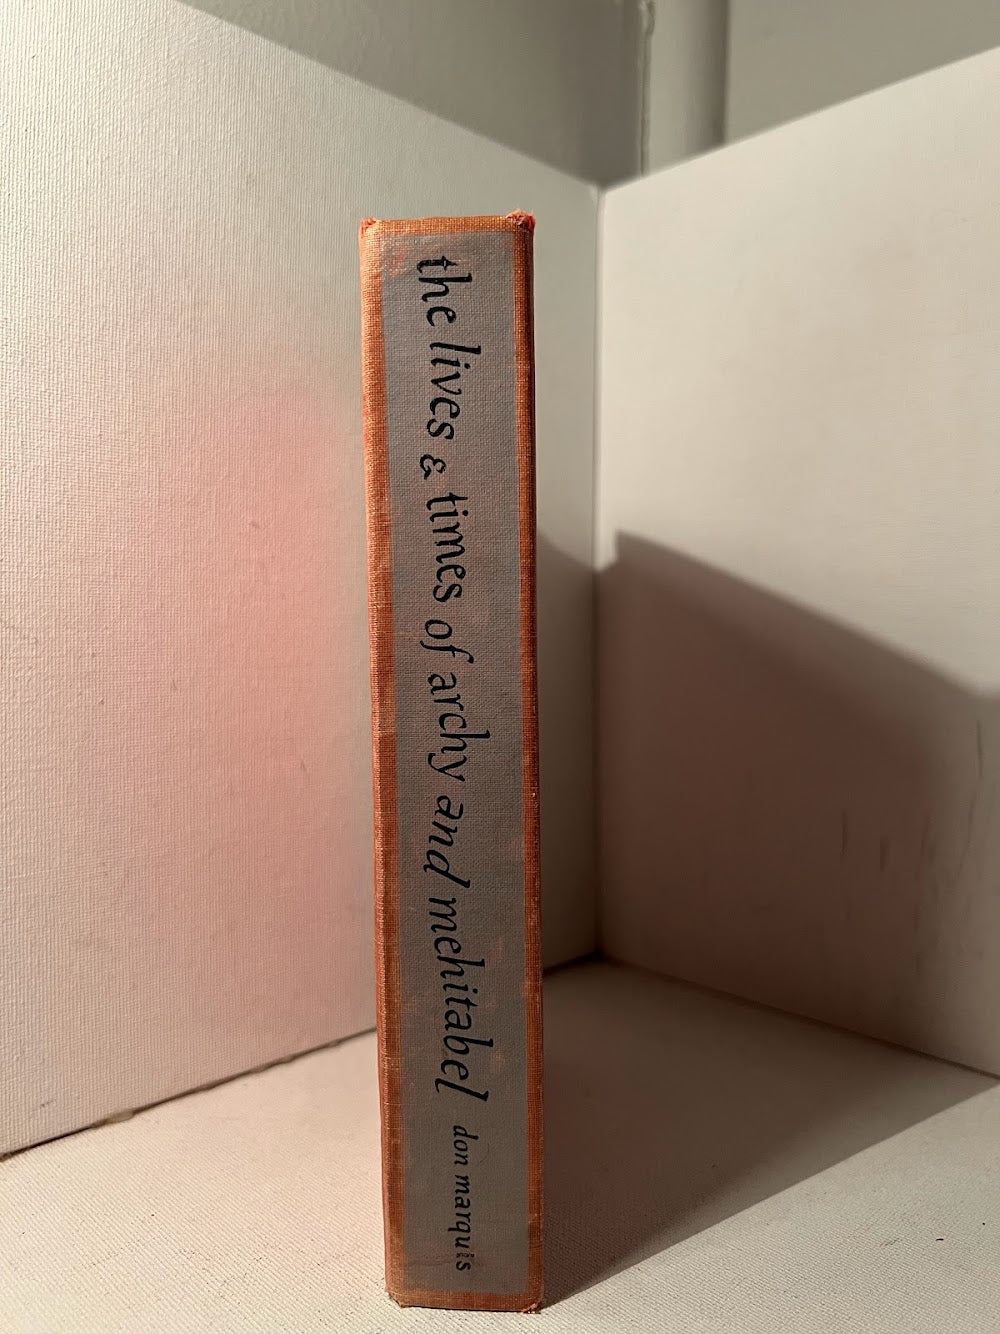 the lives & times of archy and mehitabel don marquis